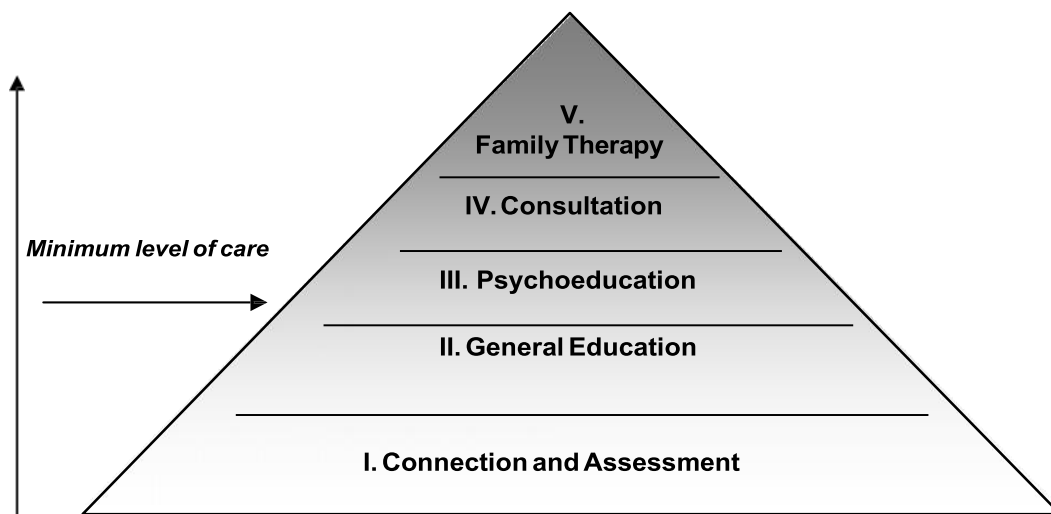 V.
Family Therapy
IV. Consultation
Minimum level of care
III. Psychoeducation
II. General Education
I. Connection and Assessment